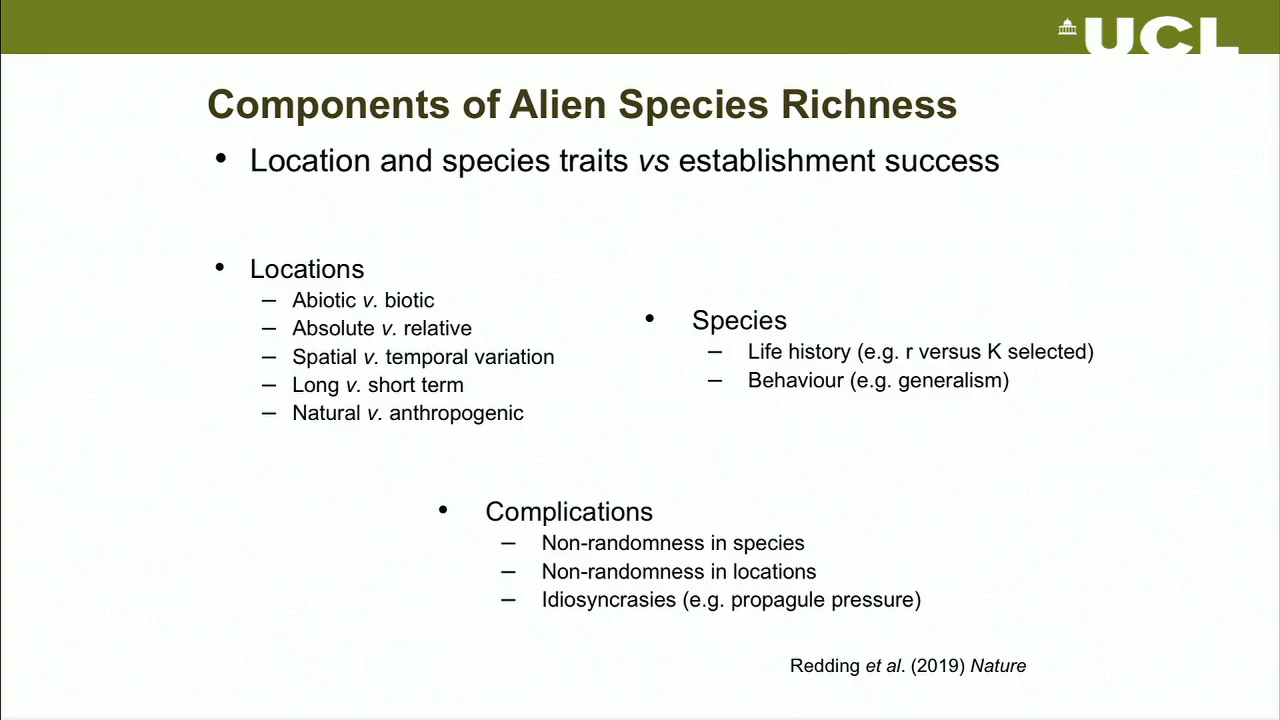 UCL
Components of Alien Species Richness
• Location and species traits vs establishment success
• Locations
– Abiotic v. biotic
– Absolute v. relative
– Spatial v. temporal variation
– Long v. short term
– Natural v. anthropogenic
• Species
– Life history (e.g. r versus K selected)
– Behaviour (e.g. generalism)
• Complications
– Non-randomness in species
– Non-randomness in locations
– Idiosyncrasies (e.g. propagule pressure)
Redding et al. (2019) Nature